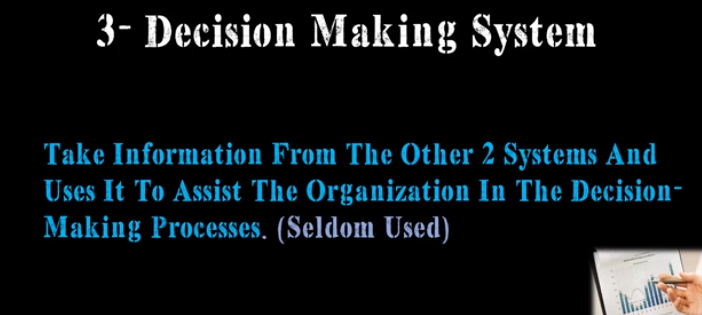 3- Decision Making System
Take Information From The Other 2 Systems And
Uses It To Assist The Organization In The Decision-
Making Processes. (Seldom Used)